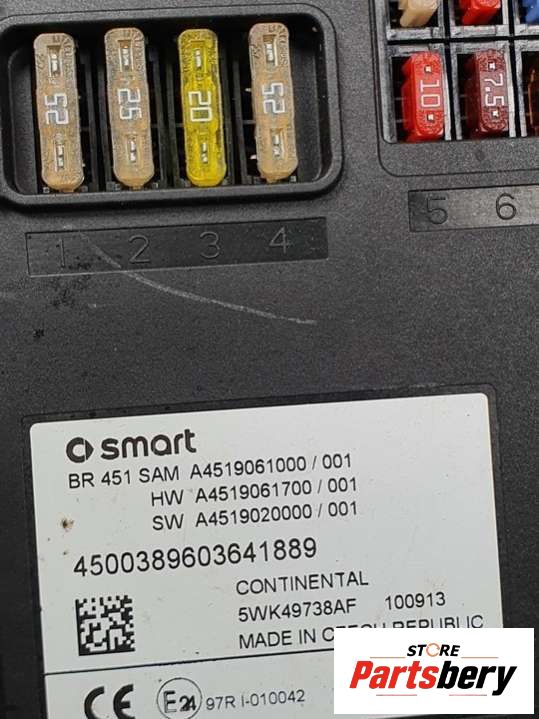 25 25 20 25
10 7.5
1 2 3 4
5 6
smart
BR 451 SAM A4519061000 / 001
HW A4519061700 / 001
SW A4519020000 / 001
4500389603641889
CONTINENTAL
5WK49738AF 100913
MADE IN CZECH REPUBLIC
CE E24 97R I-010042
STORE
Partsbery